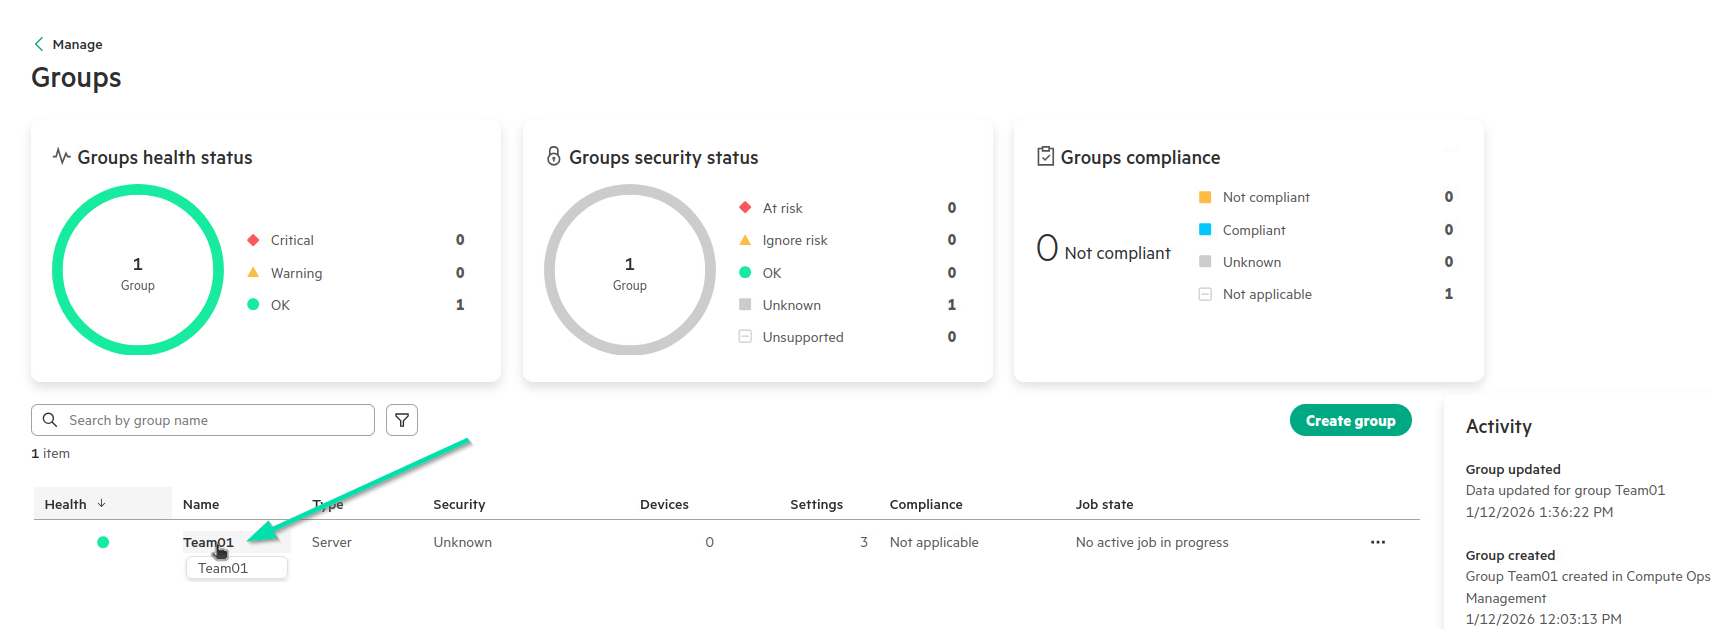 Manage
Groups
Groups health status
1
Group
Critical 0
Warning 0
OK 1
Groups security status
1
Group
At risk 0
Ignore risk 0
OK 0
Unknown 1
Unsupported 0
Groups compliance
0 Not compliant
Not compliant 0
Compliant 0
Unknown 0
Not applicable 1
Search by group name
Create group
1 item
Health Name Type Security Devices Settings Compliance Job state
Team01 Server Unknown 0 3 Not applicable No active job in progress
Team01
Activity
Group updated
Data updated for group Team01
1/12/2026 1:36:22 PM
Group created
Group Team01 created in Compute Ops
Management
1/12/2026 12:03:13 PM